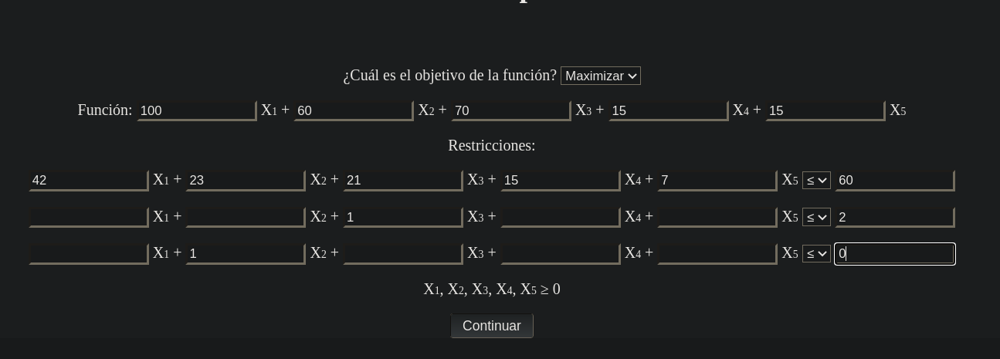 ¿Cuál es el objetivo de la función? Maximizar
Función: 100 X1 + 60 X2 + 70 X3 + 15 X4 + 15 X5
Restricciones:
42 X1 + 23 X2 + 21 X3 + 15 X4 + 7 X5 ≤ 60
X1 + X2 + 1 X3 + X4 + X5 ≤ 2
X1 + 1 X2 + X3 + X4 + X5 ≤ 0
X1, X2, X3, X4, X5 ≥ 0
Continuar